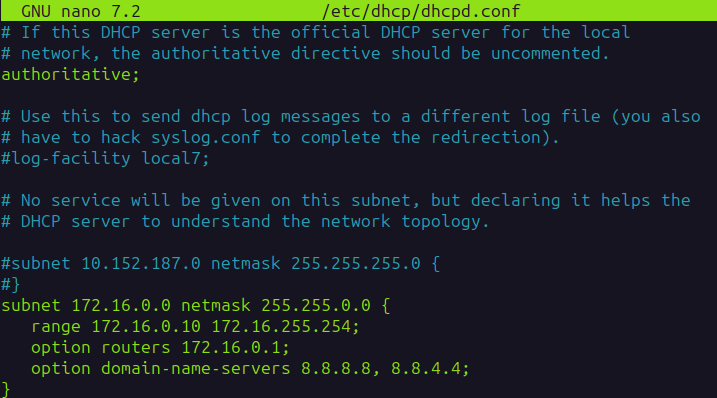 GNU nano 7.2 /etc/dhcp/dhcpd.conf
# If this DHCP server is the official DHCP server for the local
# network, the authoritative directive should be uncommented.
authoritative;
# Use this to send dhcp log messages to a different log file (you also
# have to hack syslog.conf to complete the redirection).
#log-facility local7;
# No service will be given on this subnet, but declaring it helps the
# DHCP server to understand the network topology.
#subnet 10.152.187.0 netmask 255.255.255.0 {
#}
subnet 172.16.0.0 netmask 255.255.0.0 {
   range 172.16.0.10 172.16.255.254;
   option routers 172.16.0.1;
   option domain-name-servers 8.8.8.8, 8.8.4.4;
}